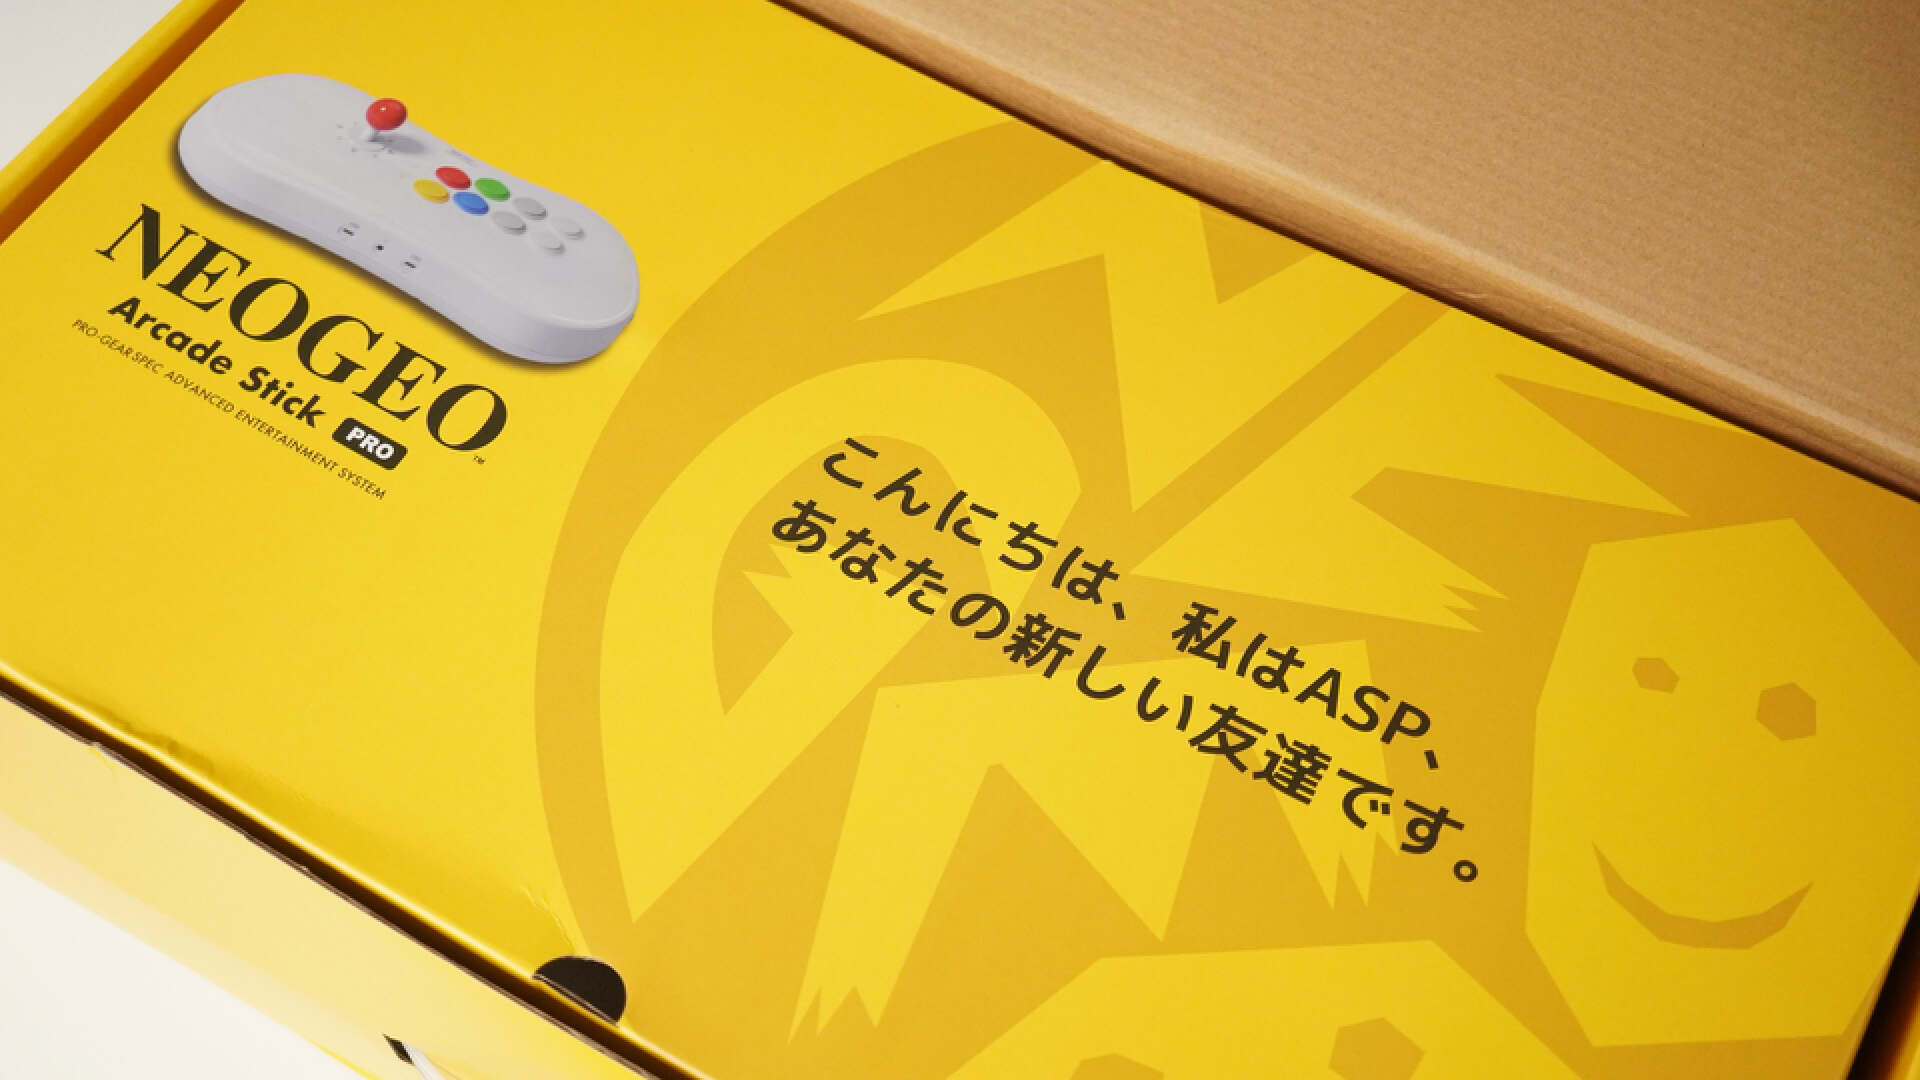 NEOGEO™
Arcade Stick PRO
PRO-GEAR SPEC ADVANCED ENTERTAINMENT SYSTEM
こんにちは、私はASP、
あなたの新しい友達です。